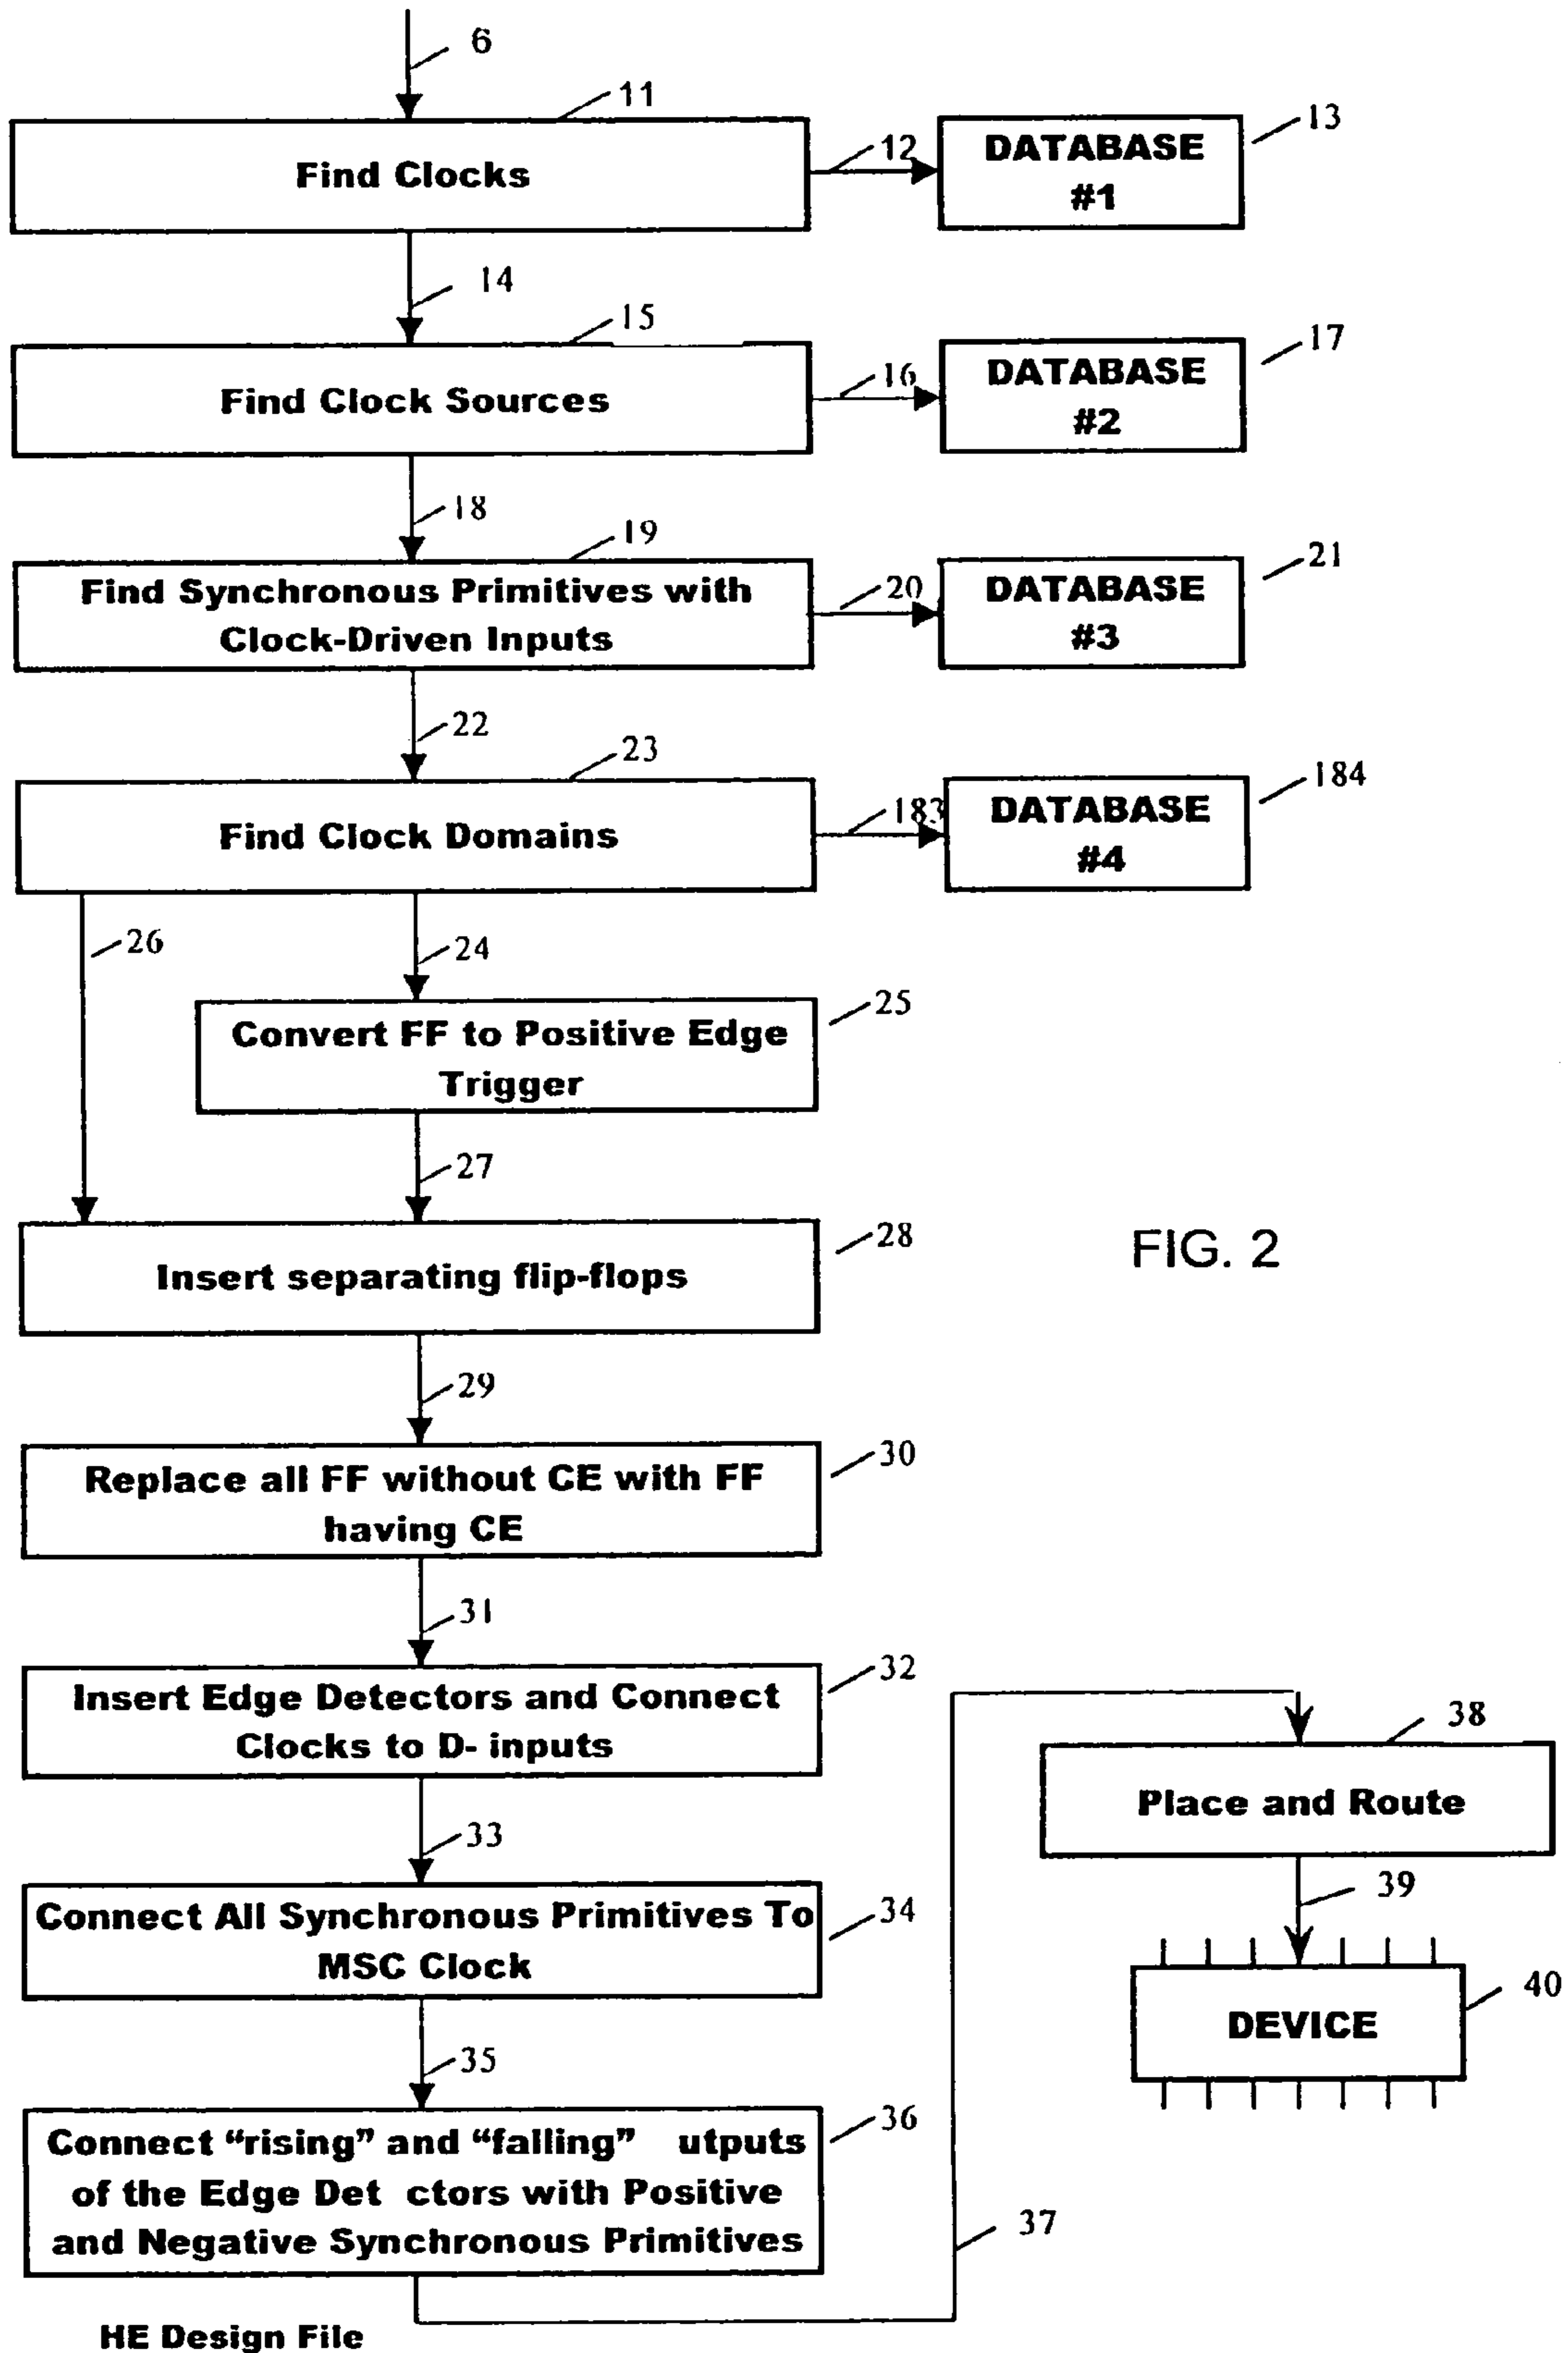 6
11
Find Clocks
12
DATABASE
#1
13
14
15
Find Clock Sources
16
DATABASE
#2
17
18
19
Find Synchronous Primitives with
Clock-Driven Inputs
20
DATABASE
#3
21
22
23
Find Clock Domains
183
DATABASE
#4
184
26
24
25
Convert FF to Positive Edge
Trigger
27
28
Insert separating flip-flops
FIG. 2
29
30
Replace all FF without CE with FF
having CE
31
32
Insert Edge Detectors and Connect
Clocks to D- inputs
33
34
Connect All Synchronous Primitives To
MSC Clock
35
36
Connect “rising” and “falling” utputs
of the Edge Det ctors with Positive
and Negative Synchronous Primitives
37
38
Place and Route
39
40
DEVICE
HE Design File